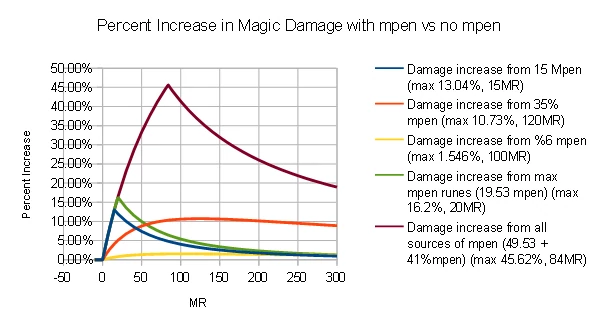 Percent Increase in Magic Damage with mpen vs no mpen
50.00%
45.00%
40.00%
35.00%
30.00%
25.00%
20.00%
15.00%
10.00%
5.00%
0.00%
-50 0 50 100 150 200 250 300
Percent Increase
MR
Damage increase from 15 Mpen
(max 13.04%, 15MR)
Damage increase from 35%
mpen (max 10.73%, 120MR)
Damage increase from %6 mpen
(max 1.546%, 100MR)
Damage increase from max
mpen runes (19.53 mpen) (max
16.2%, 20MR)
Damage increase from all
sources of mpen (49.53 +
41%mpen) (max 45.62%, 84MR)